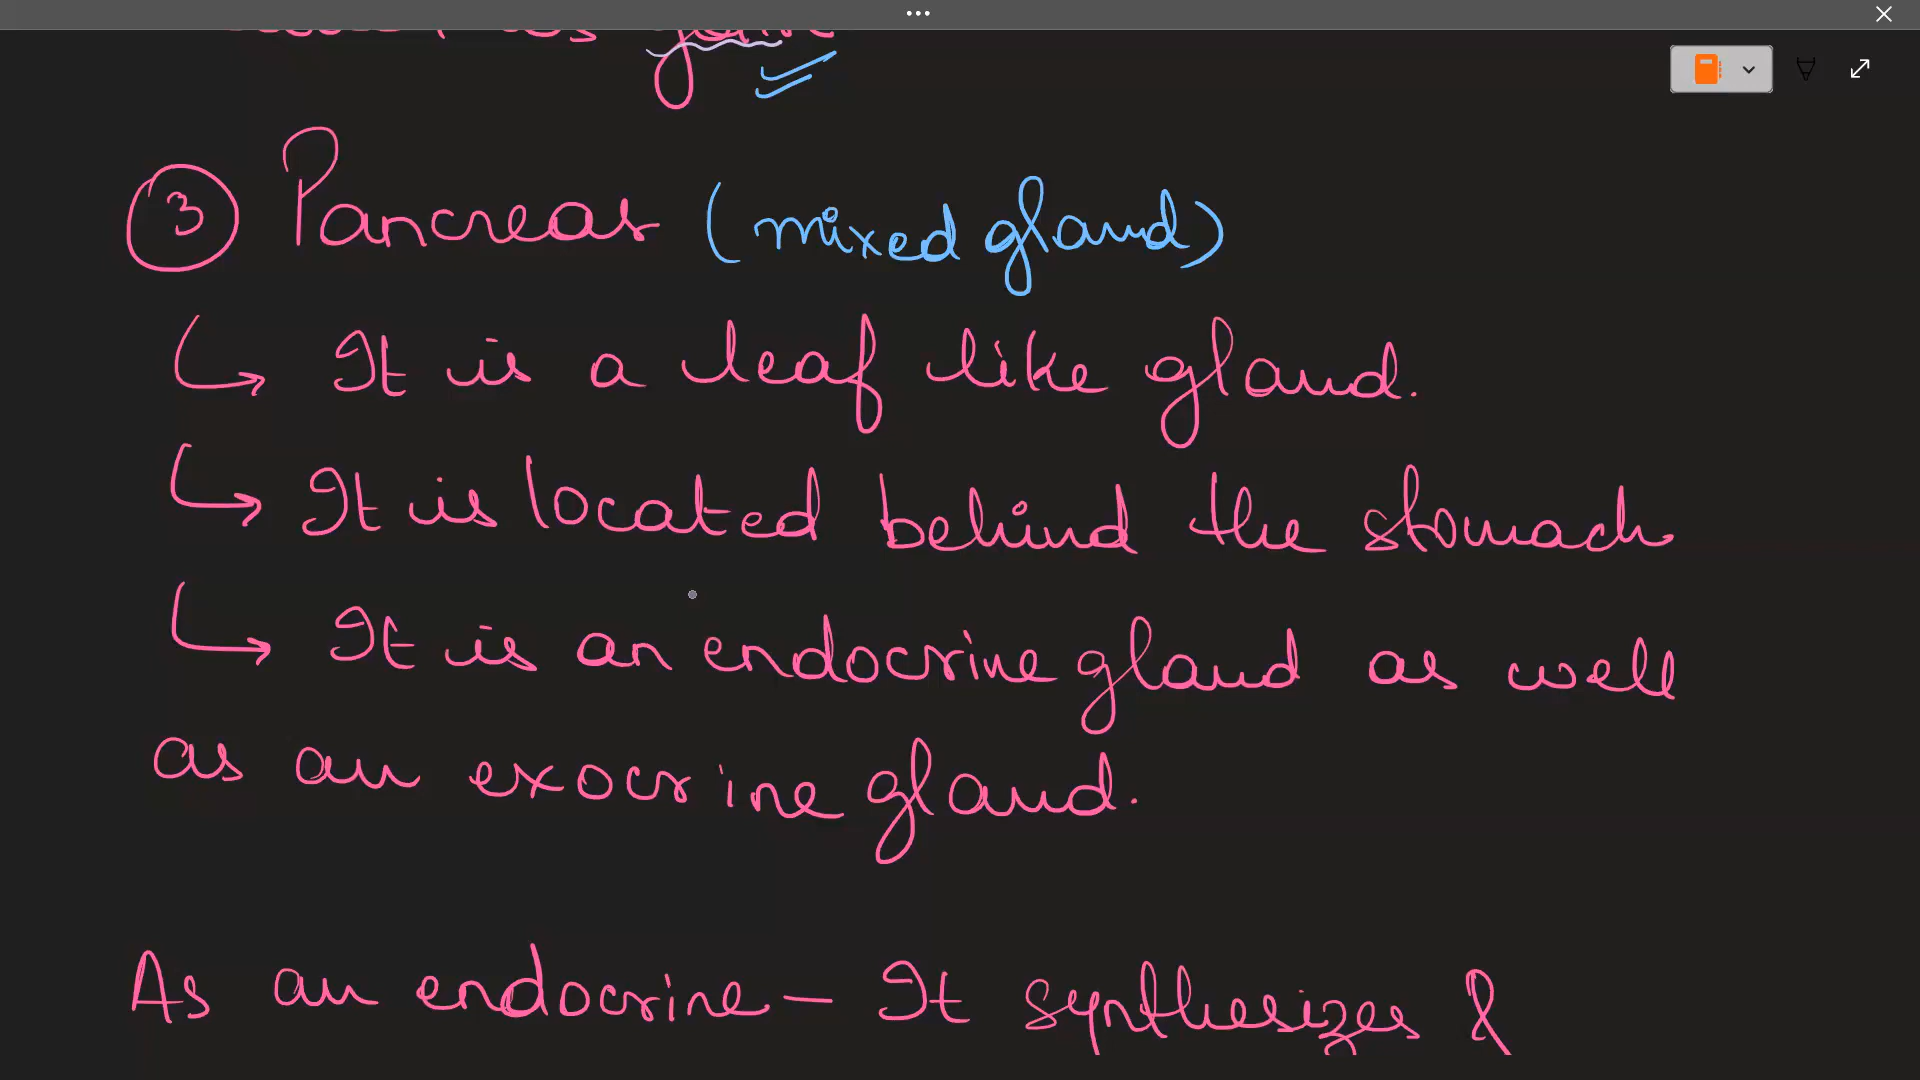 ③ Pancreas (mixed gland)
↳ It is a leaf like gland.
↳ It is located behind the stomach
↳ It is an endocrine gland as well
as an exocrine gland.
As an endocrine – It synthesizes &